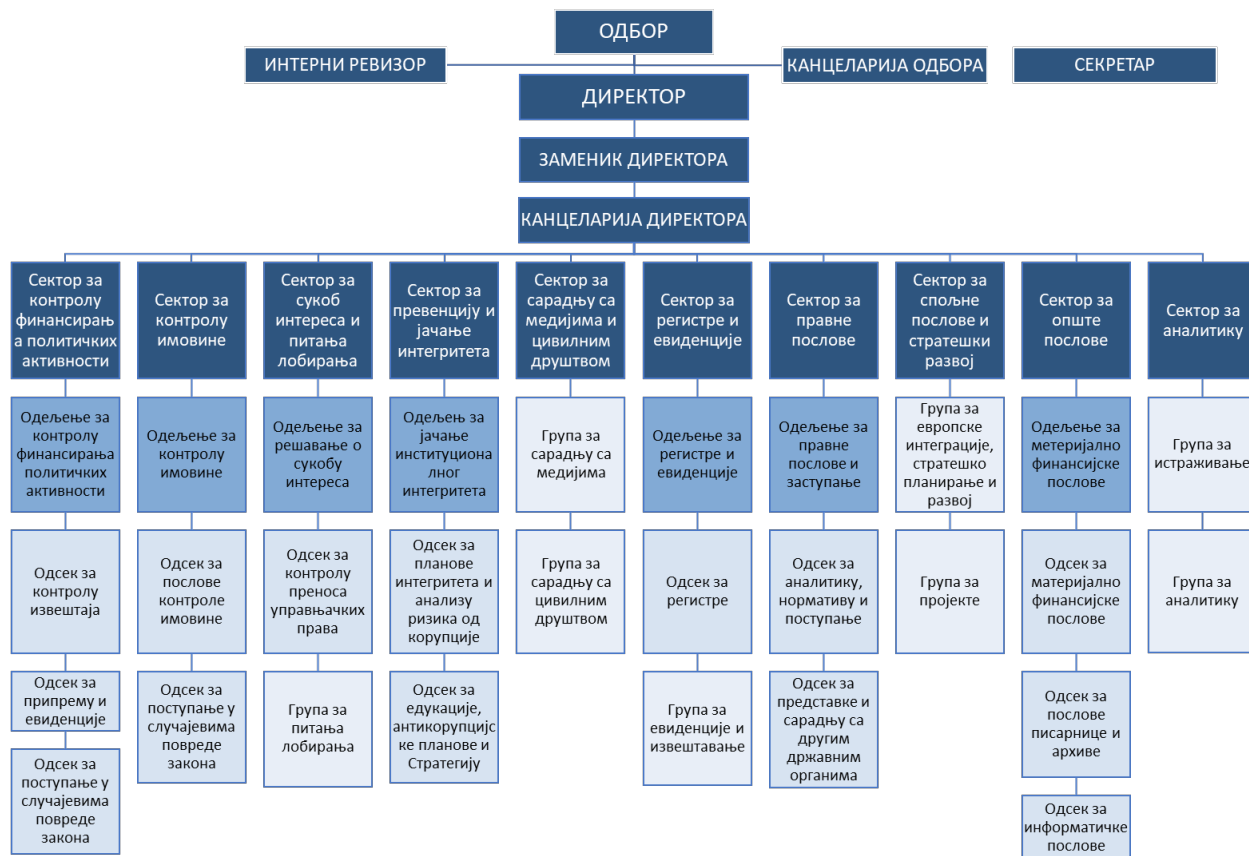 ОДБОР
ИНТЕРНИ РЕВИЗОР
КАНЦЕЛАРИЈА ОДБОРА
СЕКРЕТАР
ДИРЕКТОР
ЗАМЕНИК ДИРЕКТОРА
КАНЦЕЛАРИЈА ДИРЕКТОРА
Сектор за
контролу
финансирањ
а политичких
активности
Сектор за
контролу
имовине
Сектор за
сукоб
интереса и
питања
лобирања
Сектор за
превенцију и
јачање
интегритета
Сектор за
сарадњу са
медијима и
цивилним
друштвом
Сектор за
регистре и
евиденције
Сектор за
правне
послове
Сектор за
спољне
послове и
стратешки
развој
Сектор за
опште
послове
Сектор за
аналитику
Одељење за
контролу
финансирања
политичких
активности
Одељење за
контролу
имовине
Одељење за
решавање о
сукобу
интереса
Одељењ за
јачање
институциона
лног
интегритета
Група за
сарадњу са
медијима
Одељење за
регистре и
евиденције
Одељење за
правне
послове и
заступање
Група за
европске
интеграције,
стратешко
планирање и
развој
Одељење за
метеријално
финансијске
послове
Група за
истраживање
Одсек за
контролу
извештаја
Одсек за
послове
контроле
имовине
Одсек за
контролу
преноса
управњачких
права
Одсек за
планове
интегритета и
анализу
ризика од
корупције
Група за
сарадњу са
цивилним
друштвом
Одсек за
регистре
Одсек за
аналитику,
нормативу и
поступање
Група за
пројекте
Одсек за
материјално
финансијске
послове
Група за
аналитику
Одсек за
припрему и
евиденције
Одсек за
поступање у
случајевима
повреде
закона
Група за
питања
лобирања
Одсек за
едукације,
антикорупцијс
ке планове и
Стратегију
Група за
евиденције и
извештавање
Одсек за
представке и
сарадњу са
другим
државним
органима
Одсек за
послове
писарнице и
архиве
Одсек за
поступање у
случајевима
повреде
закона
Одсек за
информатичке
послове